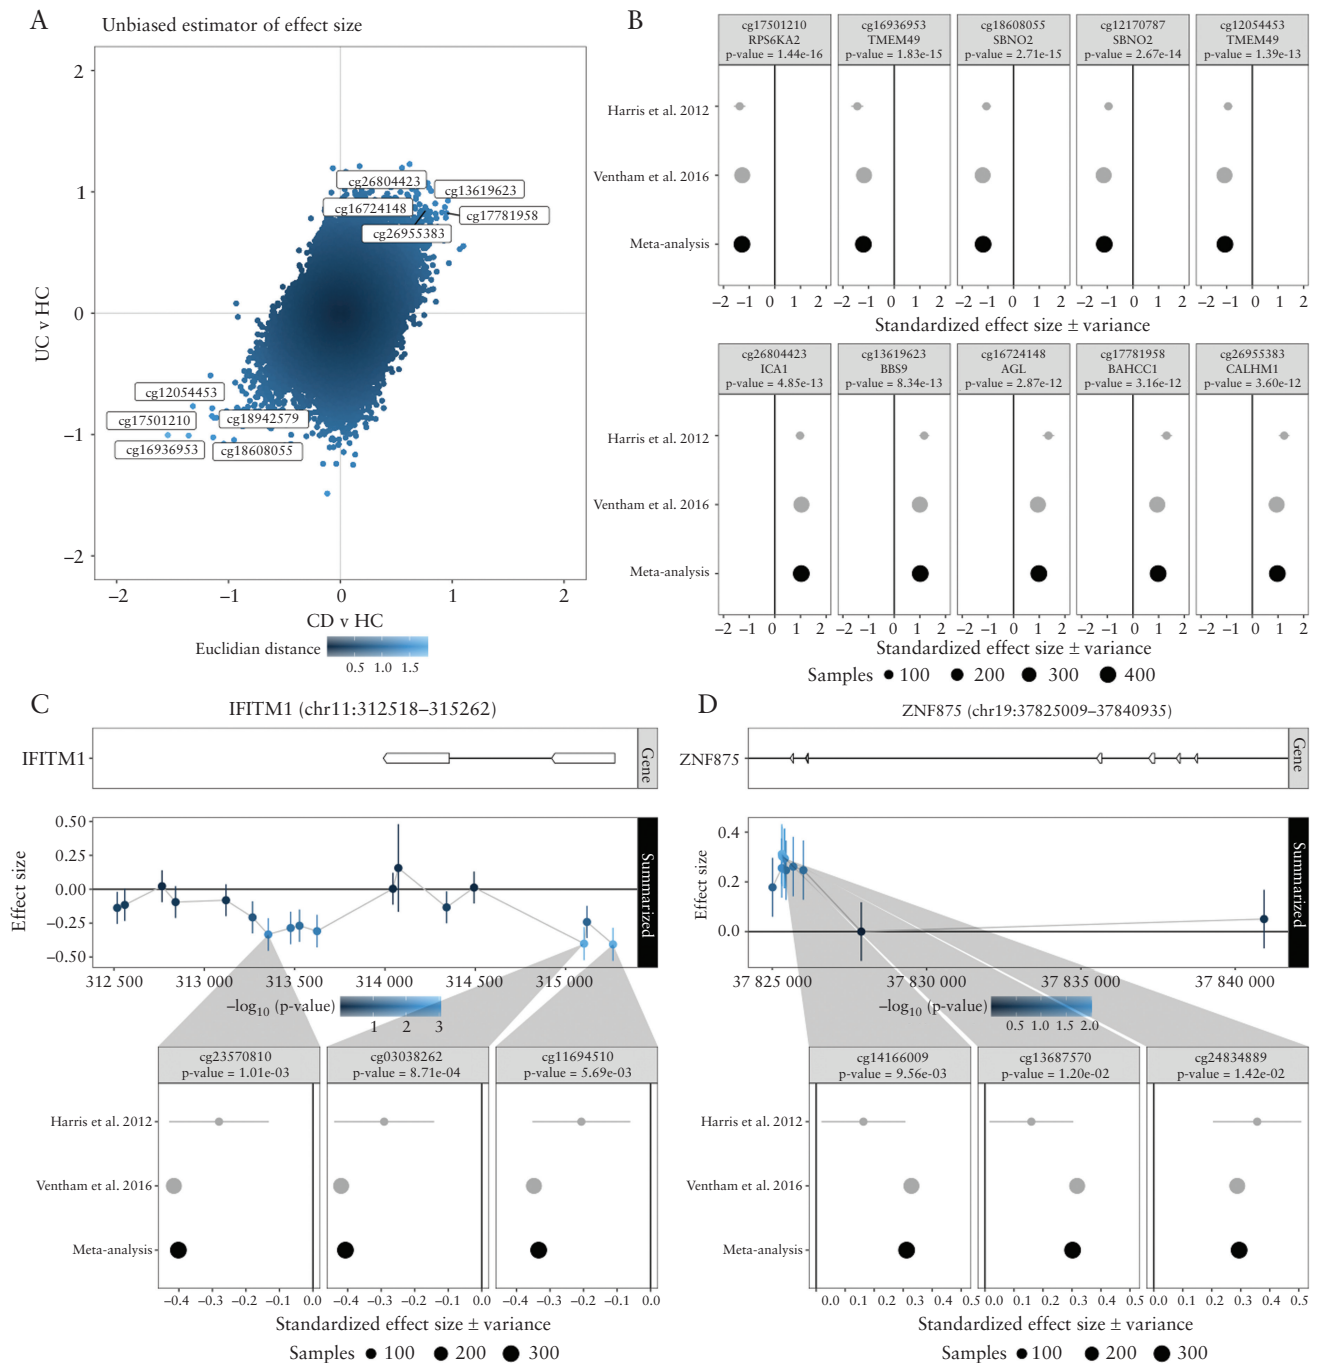 A
Unbiased estimator of effect size
UC v HC
2
1
0
−1
−2
cg26804423
cg13619623
cg16724148
cg17781958
cg26955383
cg12054453
cg17501210
cg18942579
cg16936953
cg18608055
−2 −1 0 1 2
CD v HC
Euclidian distance
0.5 1.0 1.5
B
cg17501210 cg16936953 cg18608055 cg12170787 cg12054453
RPS6KA2 TMEM49 SBNO2 SBNO2 TMEM49
p-value = 1.44e-16 p-value = 1.83e-15 p-value = 2.71e-15 p-value = 2.67e-14 p-value = 1.39e-13
Harris et al. 2012
Ventham et al. 2016
Meta-analysis
−2 −1 0 1 2 −2 −1 0 1 2 −2 −1 0 1 2 −2 −1 0 1 2 −2 −1 0 1 2
Standardized effect size ± variance
cg26804423 cg13619623 cg16724148 cg17781958 cg26955383
ICA1 BBS9 AGL BAHCC1 CALHM1
p-value = 4.85e-13 p-value = 8.34e-13 p-value = 2.87e-12 p-value = 3.16e-12 p-value = 3.60e-12
Harris et al. 2012
Ventham et al. 2016
Meta-analysis
−2 −1 0 1 2 −2 −1 0 1 2 −2 −1 0 1 2 −2 −1 0 1 2 −2 −1 0 1 2
Standardized effect size ± variance
Samples 100 200 300 400
C
IFITM1 (chr11:312518−315262)
IFITM1
Gene
Effect size
0.50
0.25
0.00
−0.25
−0.50
Summarized
312 500 313 000 313 500 314 000 314 500 315 000
−log10 (p-value)
1 2 3
cg23570810 cg03038262 cg11694510
p-value = 1.01e-03 p-value = 8.71e-04 p-value = 5.69e-03
Harris et al. 2012
Ventham et al. 2016
Meta-analysis
−0.4 −0.3 −0.2 −0.1 0.0 −0.4 −0.3 −0.2 −0.1 0.0 −0.4 −0.3 −0.2 −0.1 0.0
Standardized effect size ± variance
Samples 100 200 300
D
ZNF875 (chr19:37825009−37840935)
ZNF875
Gene
Effect size
0.4
0.2
0.0
Summarized
37 825 000 37 830 000 37 835 000 37 840 000
−log10 (p-value)
0.5 1.0 1.5 2.0
cg14166009 cg13687570 cg24834889
p-value = 9.56e-03 p-value = 1.20e-02 p-value = 1.42e-02
Harris et al. 2012
Ventham et al. 2016
Meta-analysis
0.0 0.1 0.2 0.3 0.4 0.5 0.0 0.1 0.2 0.3 0.4 0.5 0.0 0.1 0.2 0.3 0.4 0.5
Standardized effect size ± variance
Samples 100 200 300